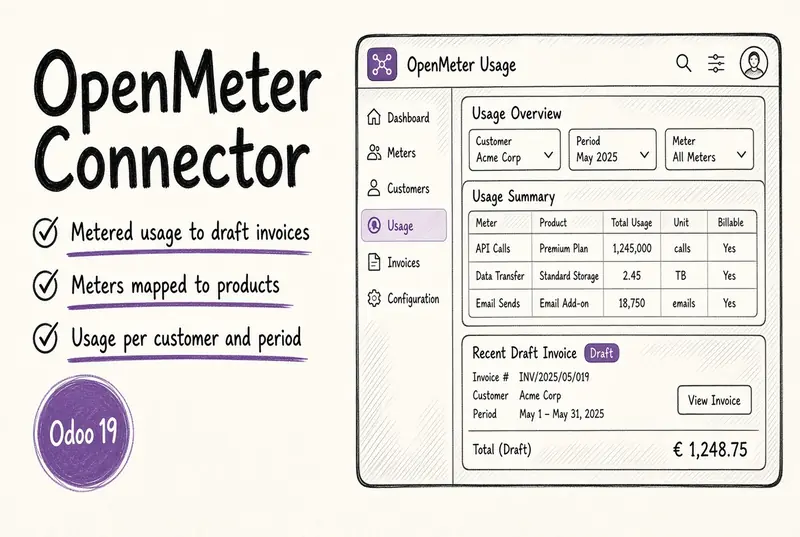 OpenMeter
Connector
Metered usage to draft invoices
Meters mapped to products
Usage per customer and period
Odoo 19
OpenMeter Usage
Dashboard
Meters
Customers
Usage
Invoices
Configuration
Usage Overview
Customer
Acme Corp
Period
May 2025
Meter
All Meters
Usage Summary
Meter Product Total Usage Unit Billable
API Calls Premium Plan 1,245,000 calls Yes
Data Transfer Standard Storage 2.45 TB Yes
Email Sends Email Add-on 18,750 emails Yes
Recent Draft Invoice Draft
Invoice # INV/2025/05/019
Customer Acme Corp
Period May 1 – May 31, 2025
View Invoice
Total (Draft) € 1,248.75